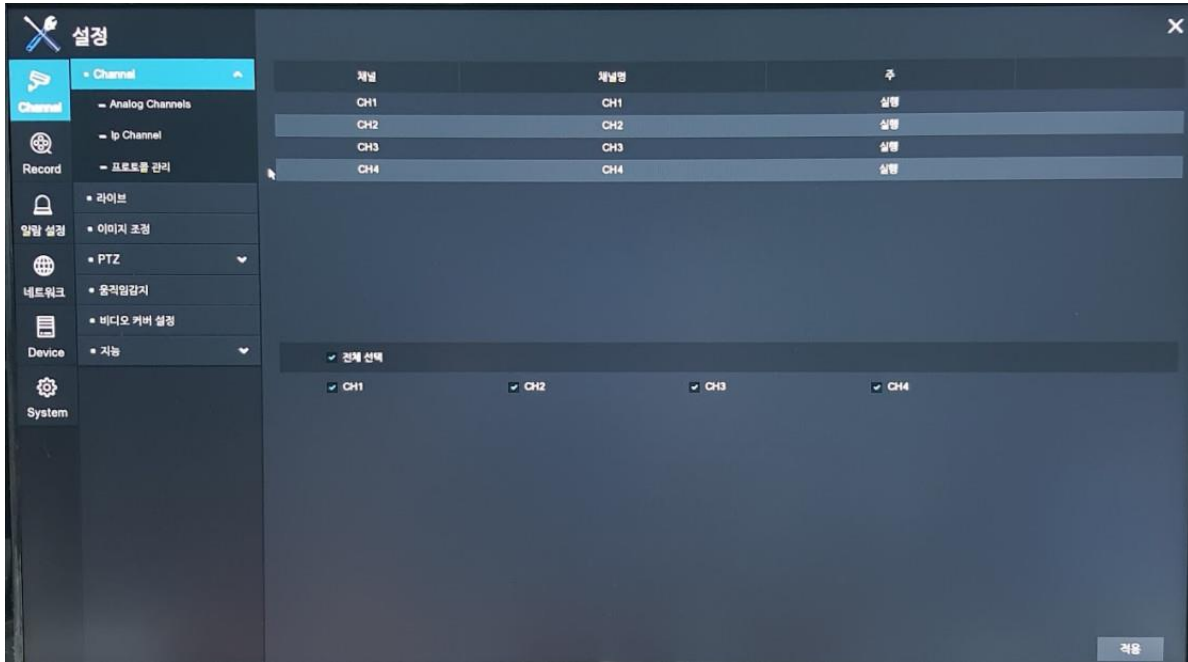 설정
Channel
Record
알람 설정
네트워크
Device
System
Channel
Analog Channels
Ip Channel
프로토콜 관리
라이브
이미지 조정
PTZ
움직임감지
비디오 커버 설정
지능
채널 채널명 주
CH1 CH1 실행
CH2 CH2 실행
CH3 CH3 실행
CH4 CH4 실행
전체 선택
CH1 CH2 CH3 CH4
적용